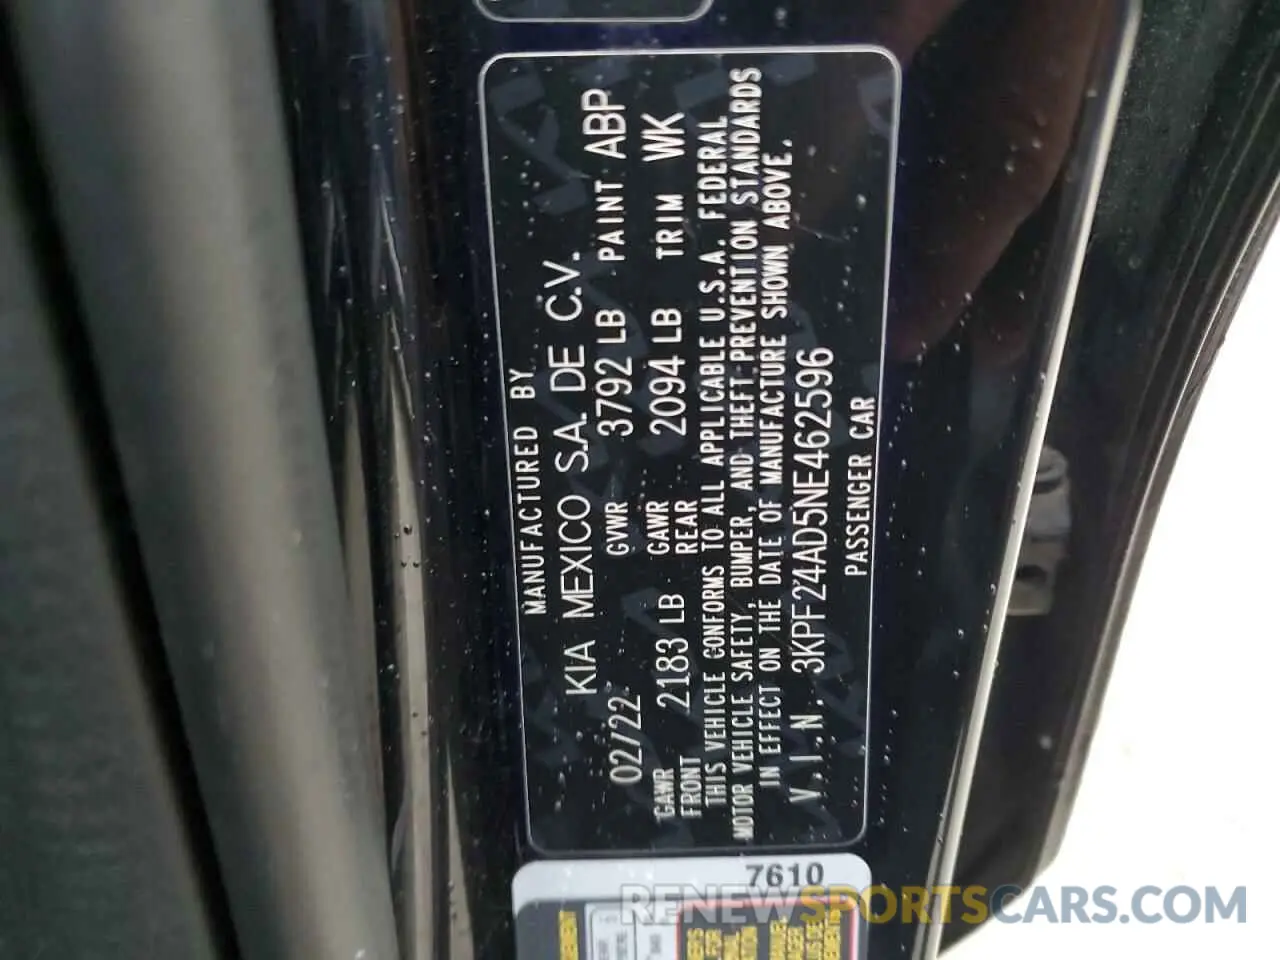 MANUFACTURED BY
KIA MEXICO S.A. DE C.V.
02/22 GVWR 3792 LB PAINT ABP
GAWR FRONT 2183 LB GAWR REAR 2094 LB TRIM WK
THIS VEHICLE CONFORMS TO ALL APPLICABLE U.S.A. FEDERAL
MOTOR VEHICLE SAFETY, BUMPER, AND THEFT PREVENTION STANDARDS
IN EFFECT ON THE DATE OF MANUFACTURE SHOWN ABOVE.
V.I.N. 3KPF24AD5NE462596
PASSENGER CAR
7610
RENEWSPORTSCARS.COM